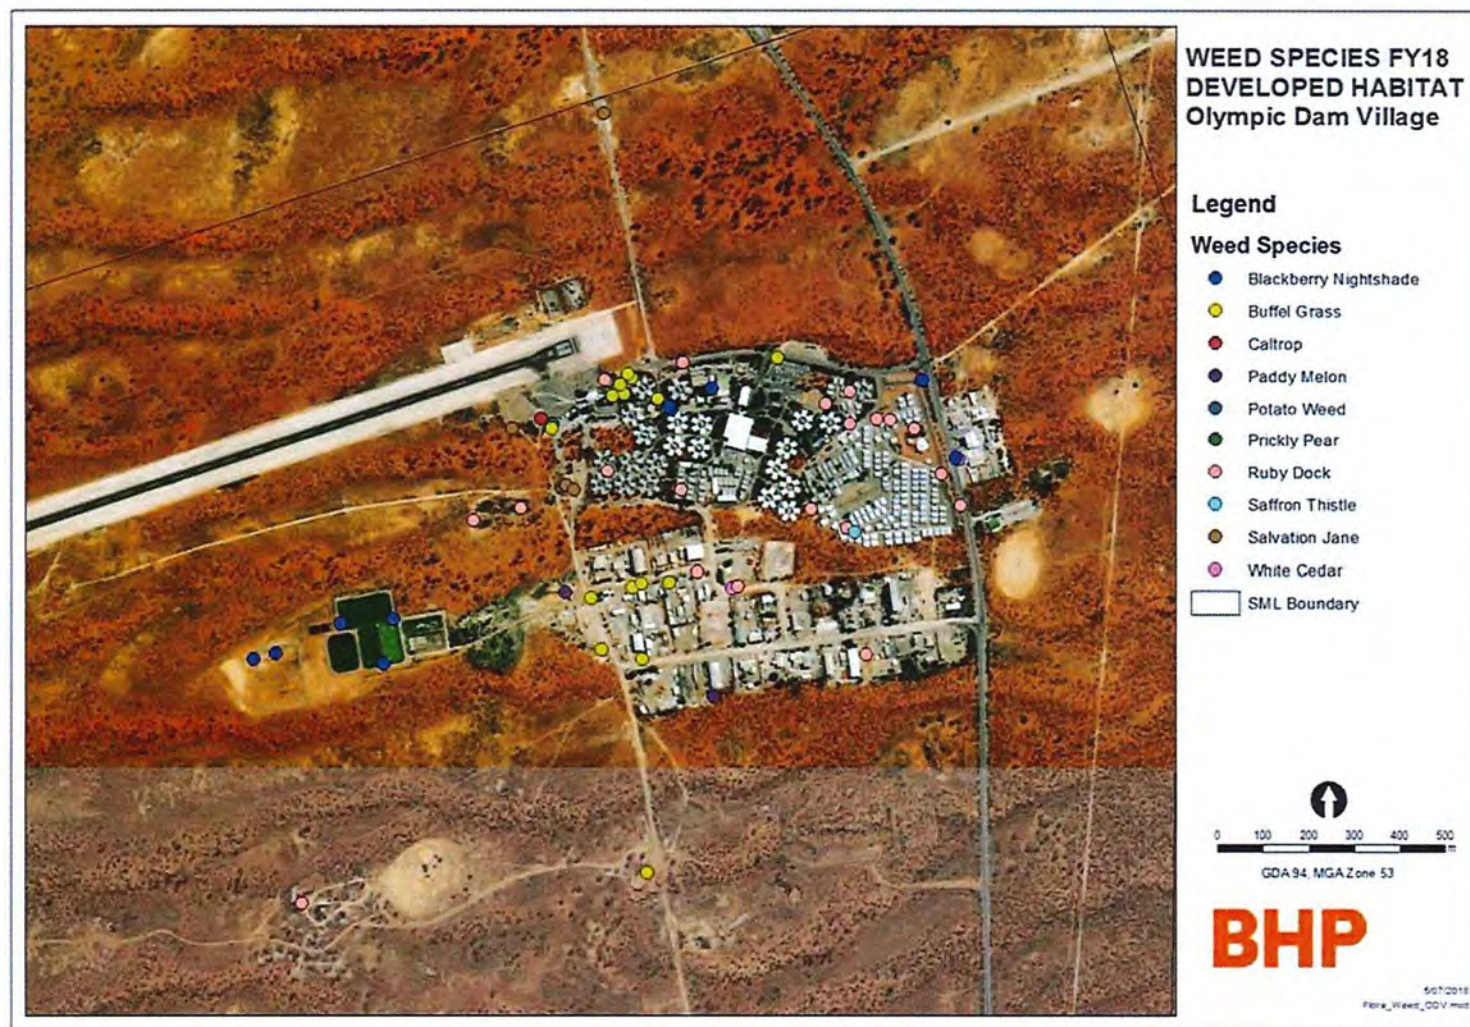 WEED SPECIES FY18
DEVELOPED HABITAT
Olympic Dam Village
Legend
Weed Species
Blackberry Nightshade
Buffel Grass
Caltrop
Paddy Melon
Potato Weed
Prickly Pear
Ruby Dock
Saffron Thistle
Salvation Jane
White Cedar
SML Boundary
0 100 200 300 400 500
m
GDA 94, MGA Zone 53
BHP